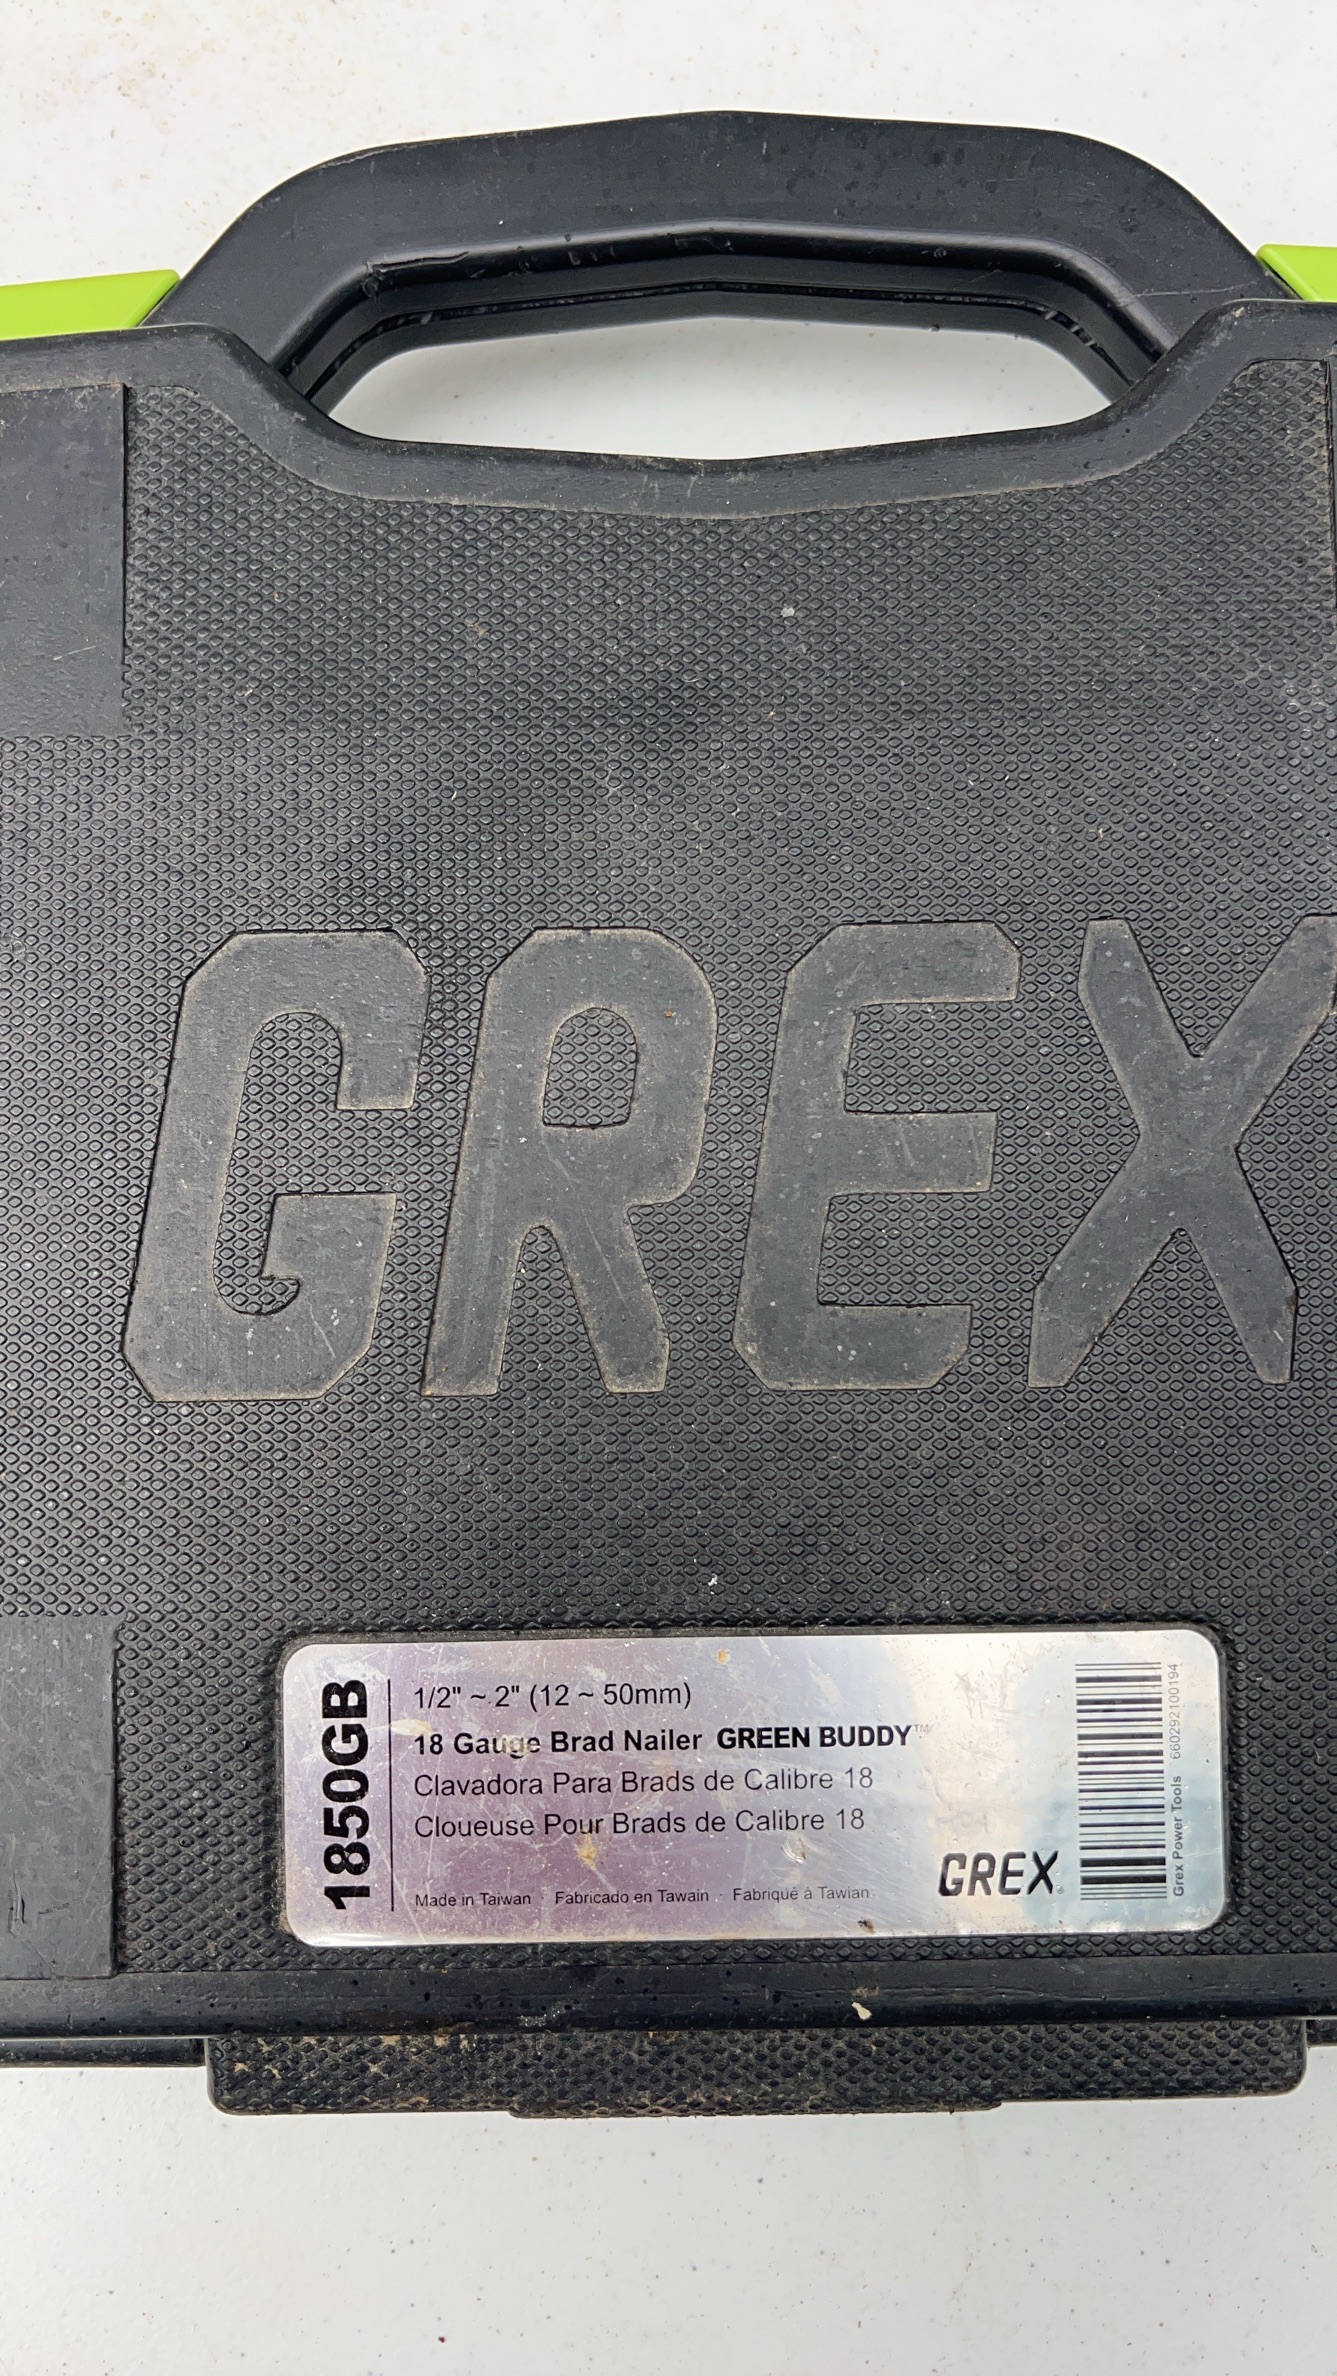 GREX
1850GB
1/2" ~ 2" (12 ~ 50mm)
18 Gauge Brad Nailer GREEN BUDDY™
Clavadora Para Brads de Calibre 18
Cloueuse Pour Brads de Calibre 18
Made in Taiwan · Fabricado en Tawain · Fabriqué à Tawian
GREX®
Grex Power Tools 660292100194